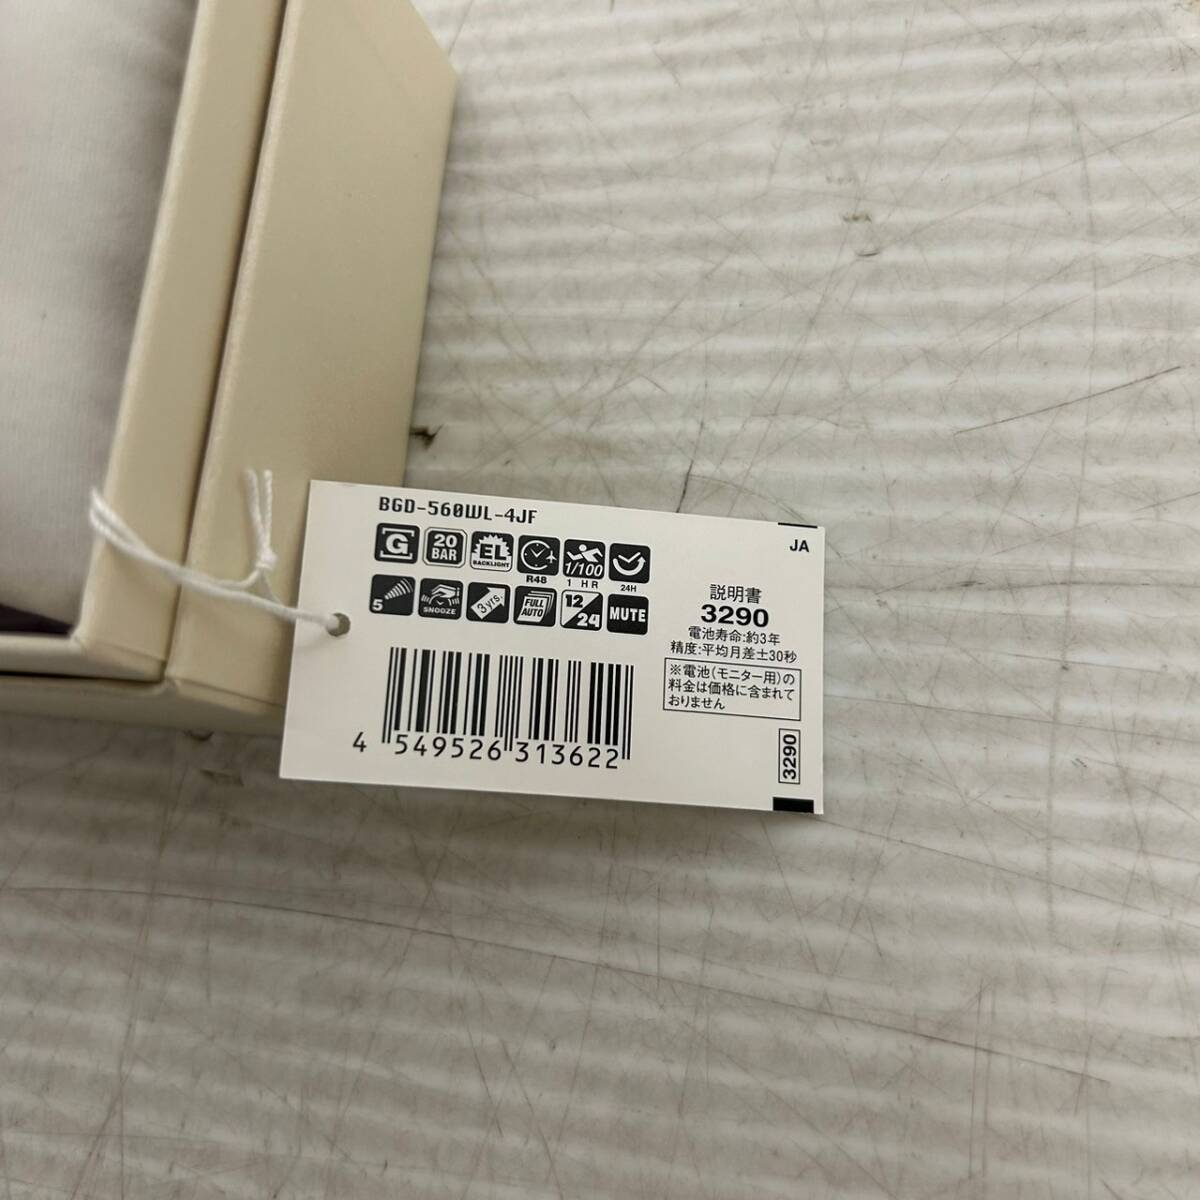 BGD-560WL-4JF
JA
G
20 BAR
EL BACKLIGHT
R48
1/100
1 HR
24H
5
SNOOZE
3yrs.
FULL AUTO
12/24
MUTE
説明書
3290
電池寿命:約3年
精度:平均月差±30秒
※電池(モニター用)の
料金は価格に含まれて
おりません
3290
4 549526 313622